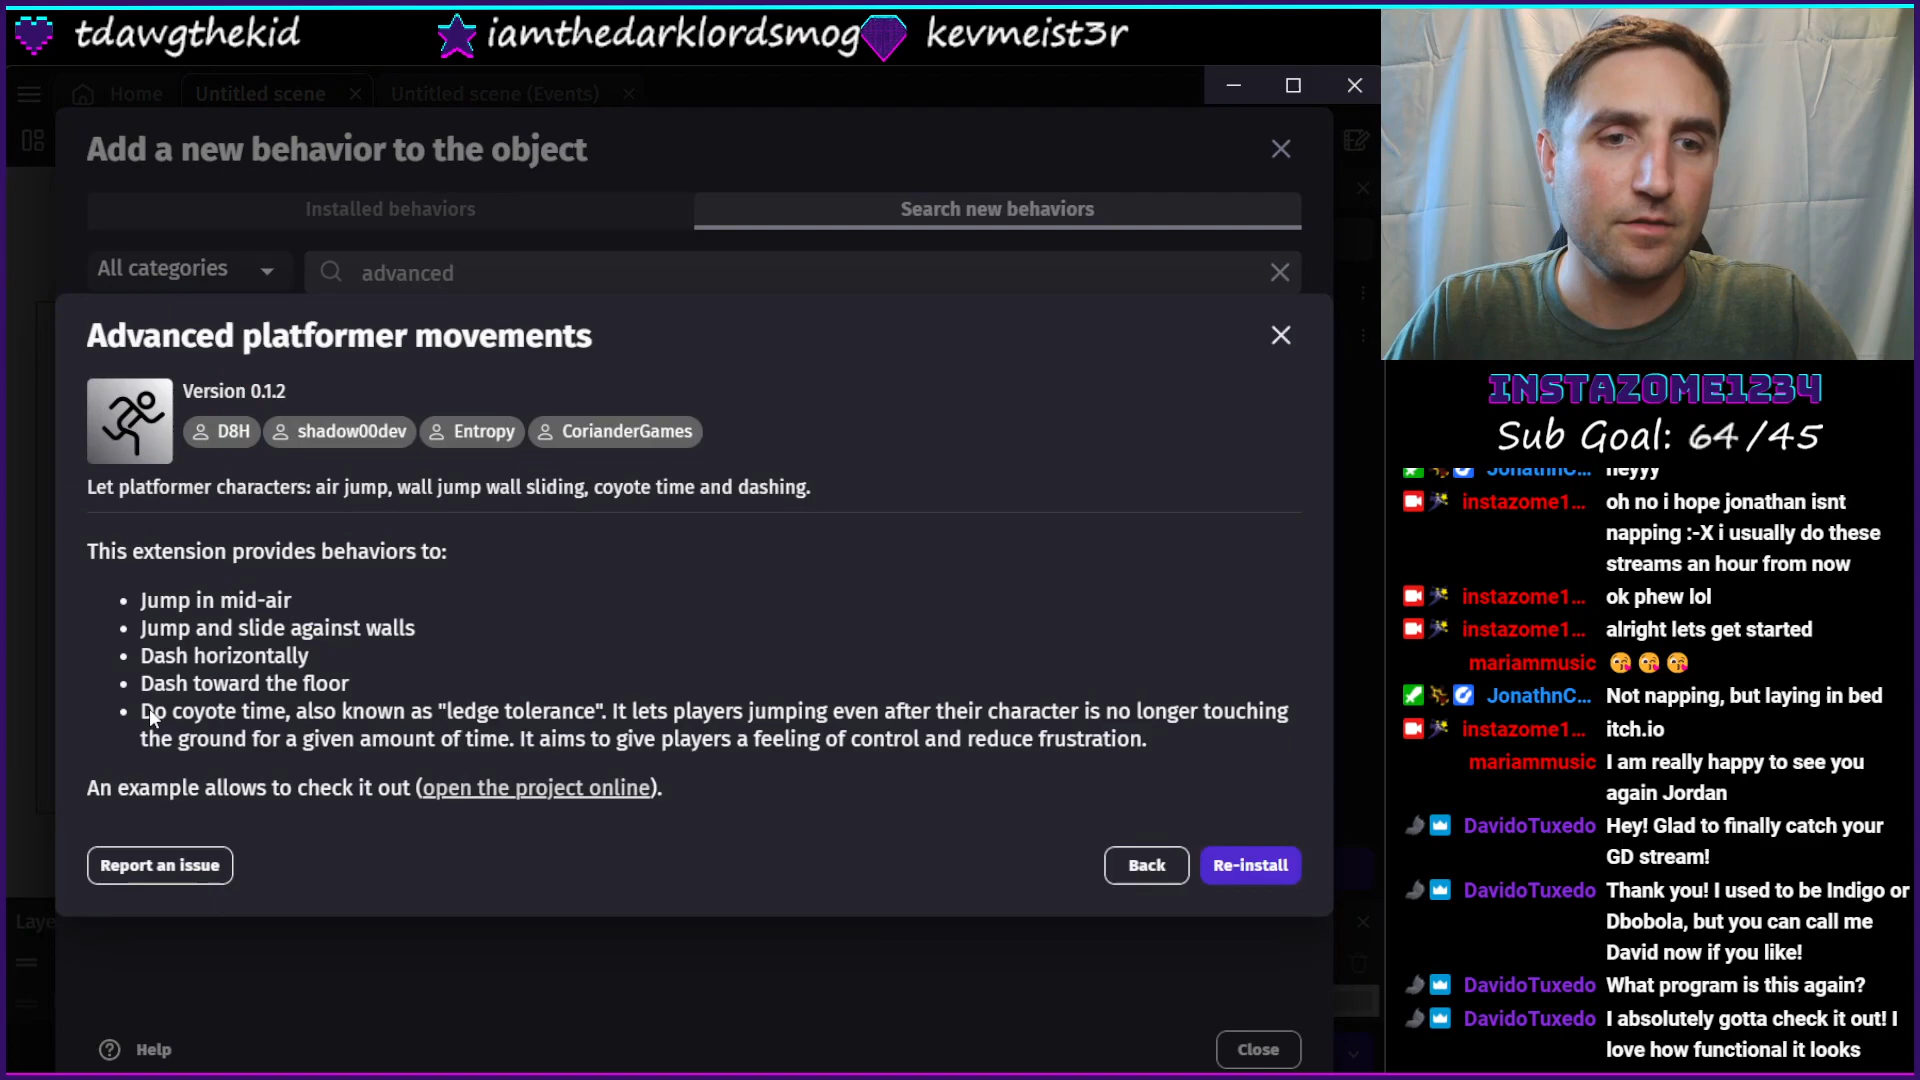 tdawgthekid
iamthedarklordsmog
kevmeist3r
Home
Untitled scene
Untitled scene (Events)
Add a new behavior to the object
Installed behaviors
Search new behaviors
All categories
advanced
Advanced platformer movements
Version 0.1.2
D8H
shadow00dev
Entropy
CorianderGames
Let platformer characters: air jump, wall jump wall sliding, coyote time and dashing.
This extension provides behaviors to:
• Jump in mid-air
• Jump and slide against walls
• Dash horizontally
• Dash toward the floor
• Do coyote time, also known as "ledge tolerance". It lets players jumping even after their character is no longer touching
the ground for a given amount of time. It aims to give players a feeling of control and reduce frustration.
An example allows to check it out (open the project online).
Report an issue
Back
Re-install
Laye
Help
Close
INSTAZOME1234
Sub Goal: 64/45
JonathnC... heyyy
instazome1... oh no i hope jonathan isnt
napping :-X i usually do these
streams an hour from now
instazome1... ok phew lol
instazome1... alright lets get started
mariammusic 😘 😘 😘
JonathnC... Not napping, but laying in bed
instazome1... itch.io
mariammusic I am really happy to see you
again Jordan
DavidoTuxedo Hey! Glad to finally catch your
GD stream!
DavidoTuxedo Thank you! I used to be Indigo or
Dbobola, but you can call me
David now if you like!
DavidoTuxedo What program is this again?
DavidoTuxedo I absolutely gotta check it out! I
love how functional it looks